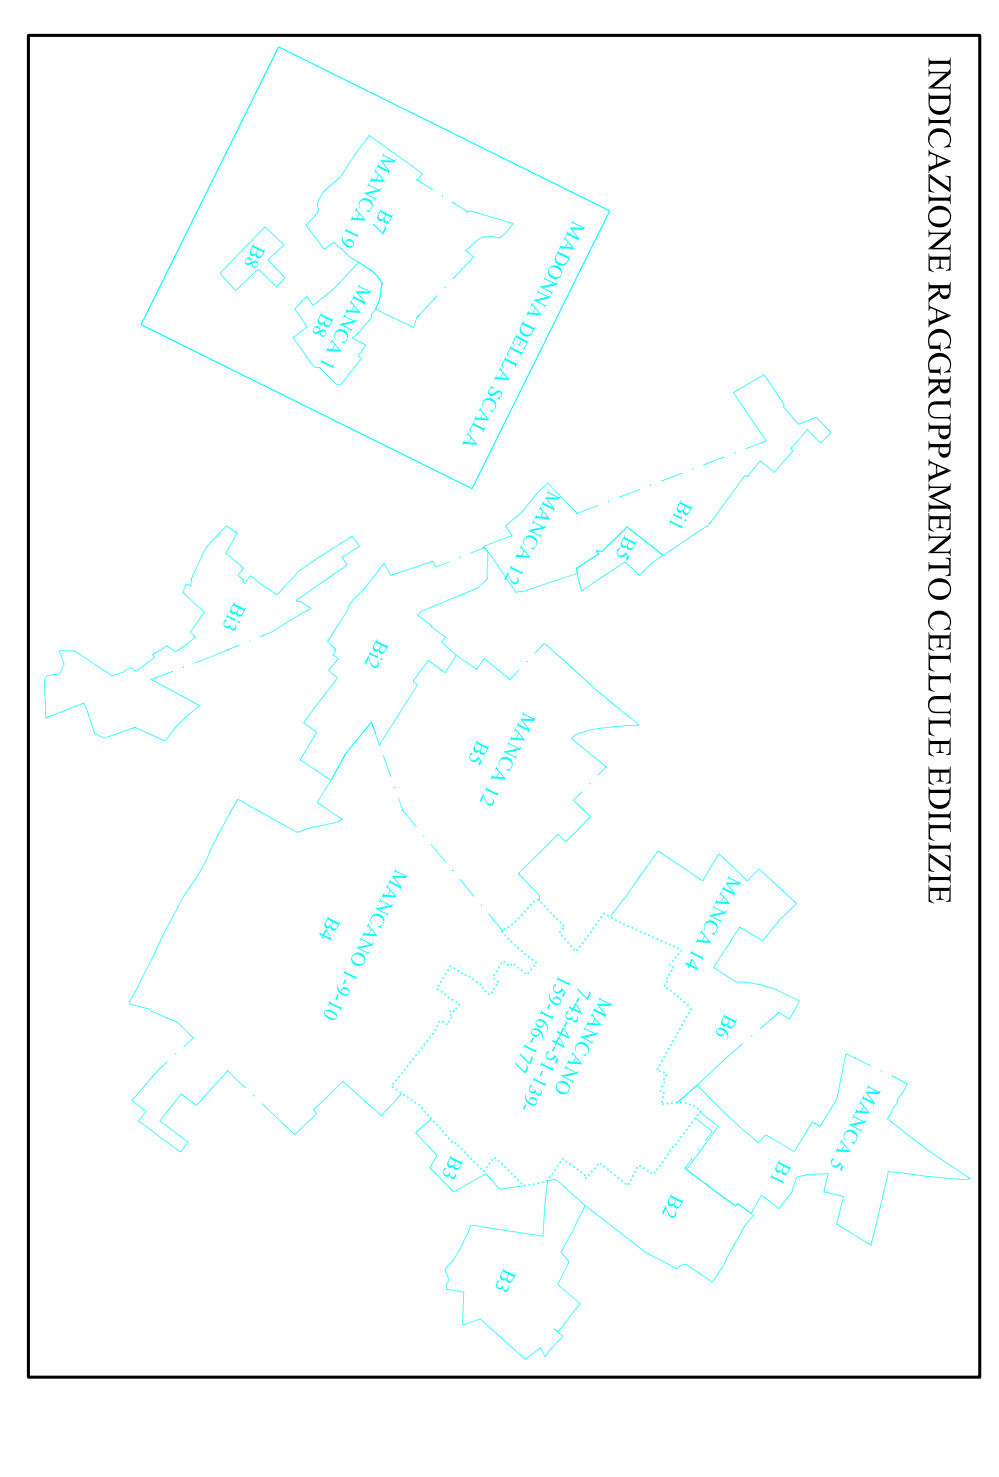 INDICAZIONE RAGGRUPPAMENTO CELLULE EDILIZIE
MADONNA DELLA SCALA
B7
MANCA 19
B8
MANCA 1
B8
Bi1
B5
MANCA 12
Bi2
Bi3
MANCA 12
B5
MANCA 14
B6
MANCANO 1-9-10
B4
MANCANO
7-43-44-51-139-
159-166-177
MANCA 5
B1
B2
B3
B3